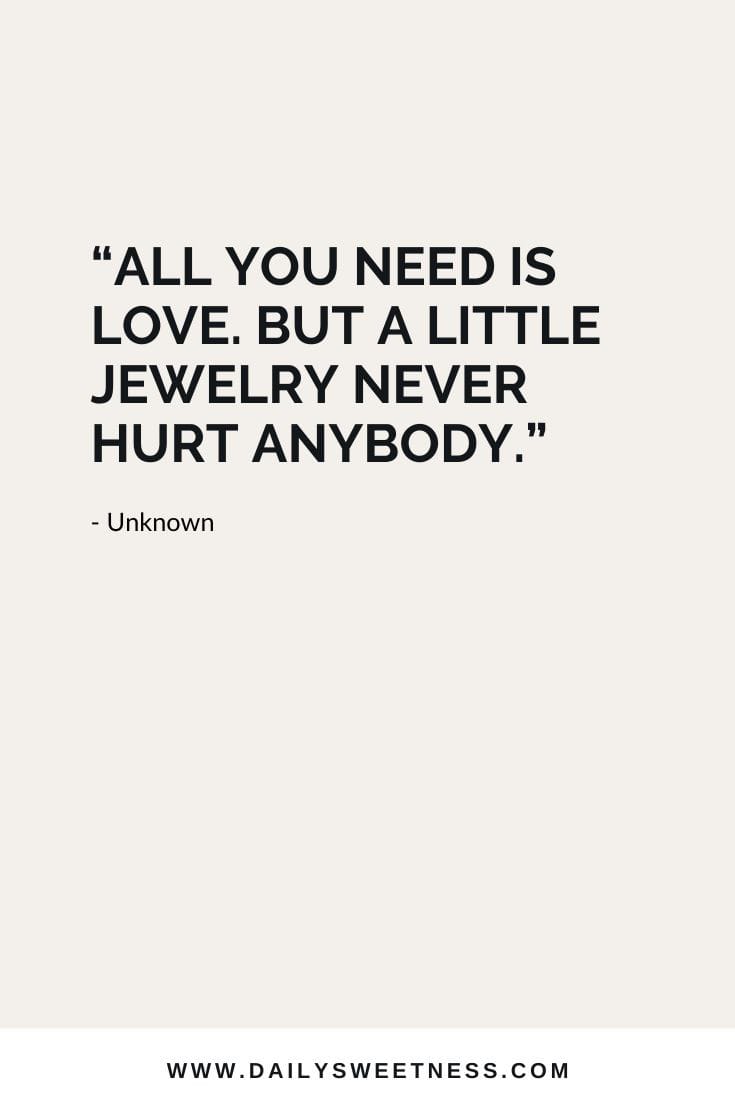 “ALL YOU NEED IS
LOVE. BUT A LITTLE
JEWELRY NEVER
HURT ANYBODY.”
- Unknown
WWW.DAILYSWEETNESS.COM